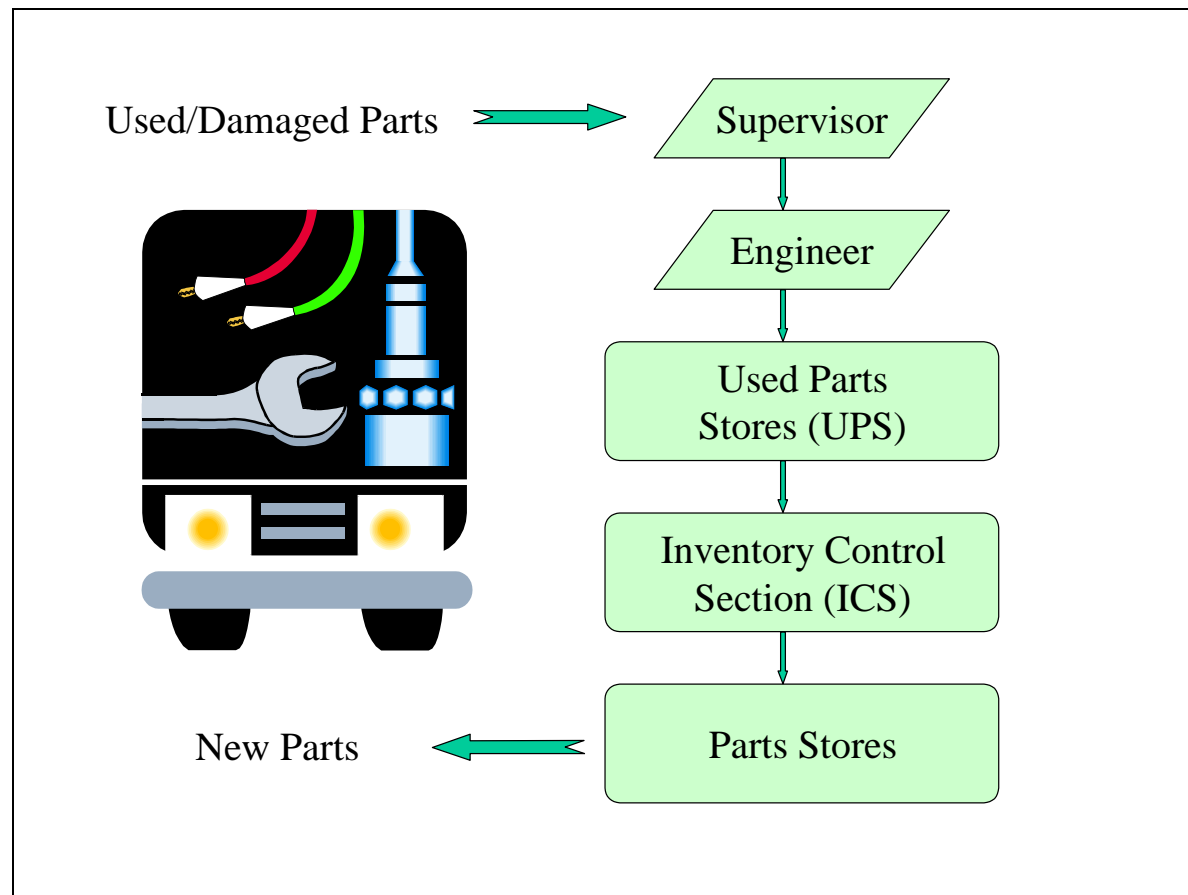 Used/Damaged Parts
Supervisor
Engineer
Used Parts
Stores (UPS)
Inventory Control
Section (ICS)
Parts Stores
New Parts